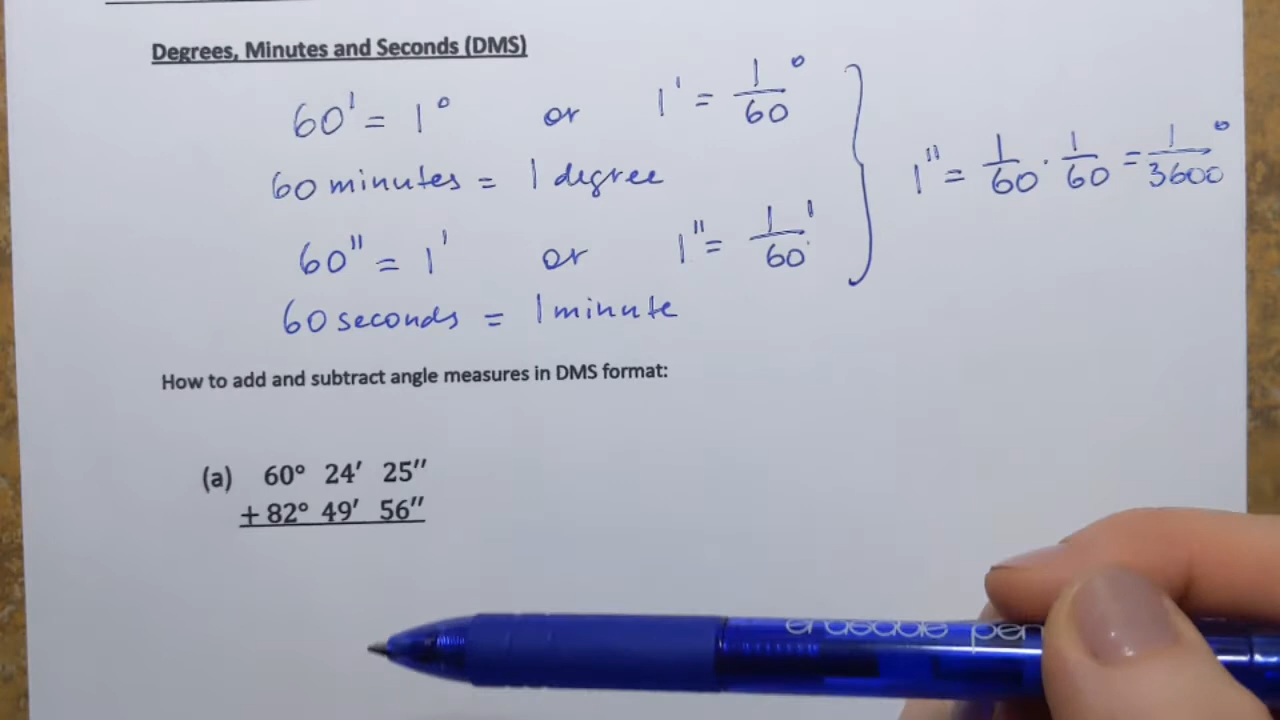 Degrees, Minutes and Seconds (DMS)
60' = 1° or 1' = 1/60°
60 minutes = 1 degree
1'' = 1/60 · 1/60 = 1/3600°
60'' = 1' or 1'' = 1/60'
60 seconds = 1 minute
How to add and subtract angle measures in DMS format:
(a) 60° 24′ 25′′
+ 82° 49′ 56′′
erasable pen